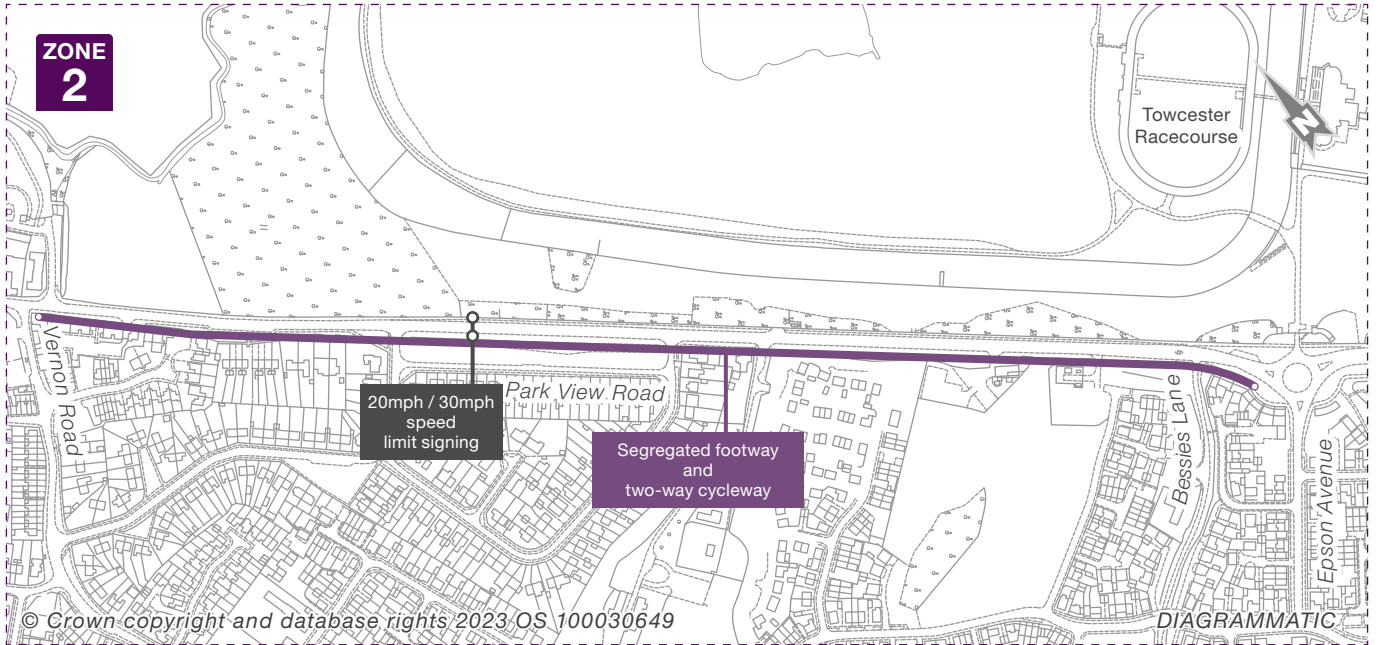 ZONE
2
Towcester
Racecourse
N
Vernon Road
Park View Road
20mph / 30mph
speed
limit signing
Segregated footway
and
two-way cycleway
Bessies Lane
Epson Avenue
© Crown copyright and database rights 2023 OS 100030649
DIAGRAMMATIC